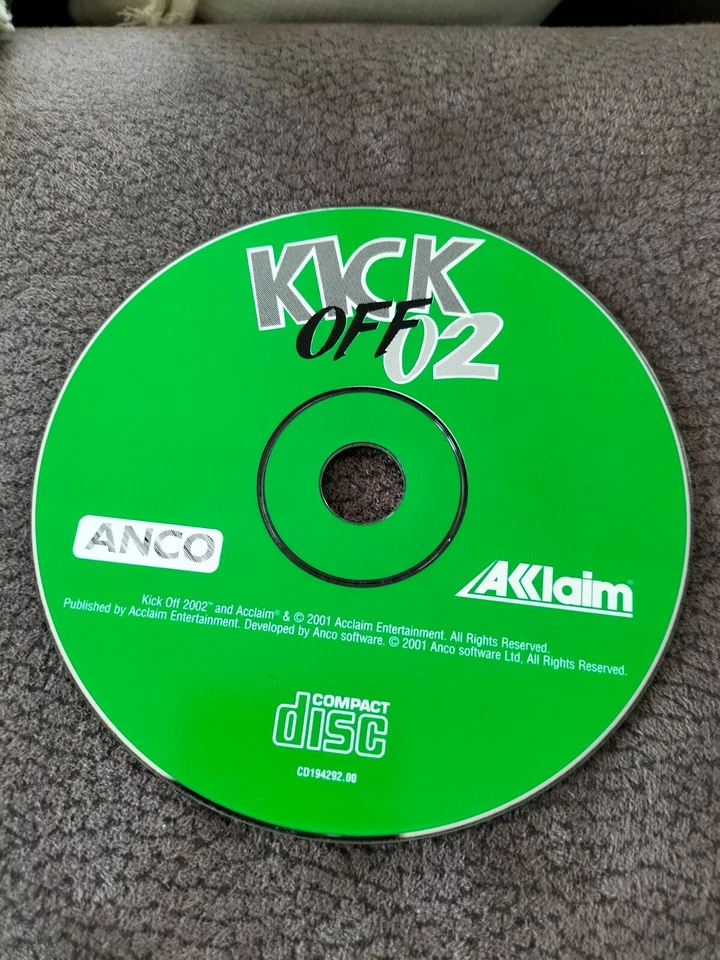 KICK
OFF 02
ANCO
AKKlaim®
Kick Off 2002™ and Acclaim® & © 2001 Acclaim Entertainment. All Rights Reserved.
Published by Acclaim Entertainment. Developed by Anco software. © 2001 Anco software Ltd, All Rights Reserved.
COMPACT
disc
CD194292.00